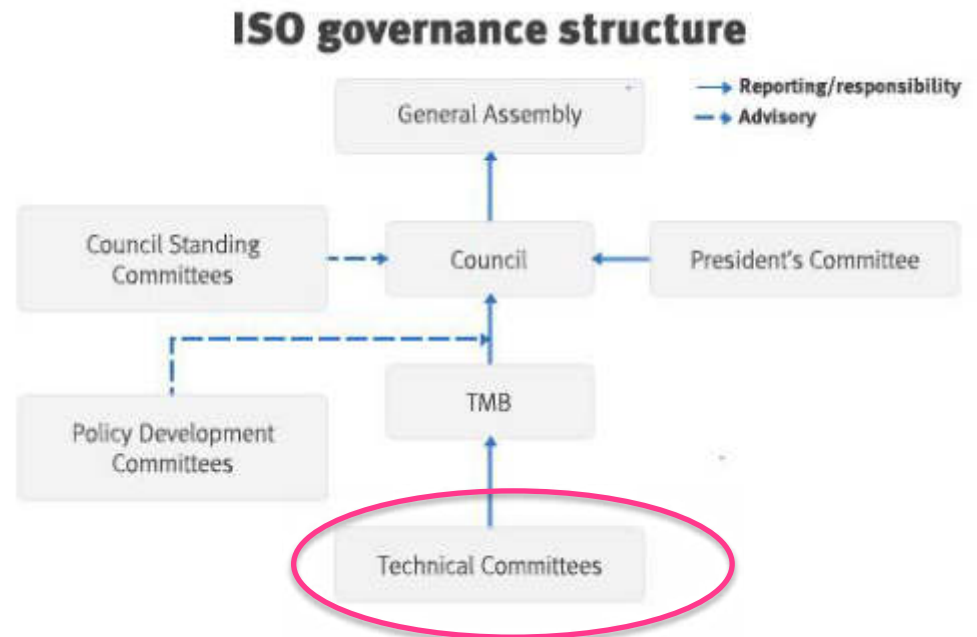 ISO governance structure
Reporting/responsibility
Advisory
General Assembly
Council Standing
Committees
Council
President's Committee
TMB
Policy Development
Committees
Technical Committees